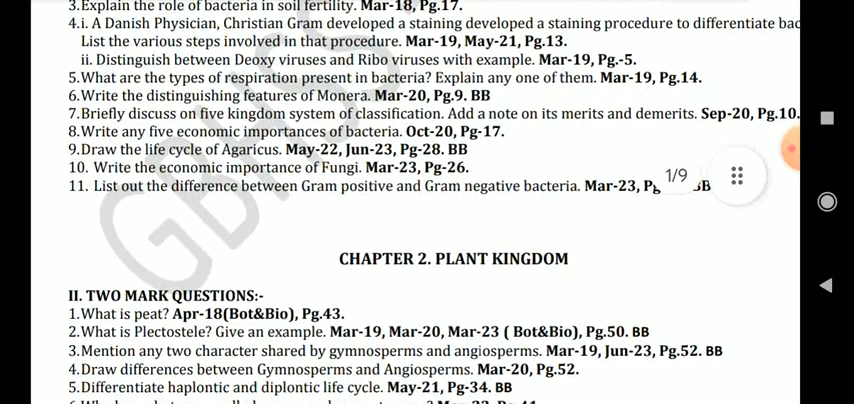 3.Explain the role of bacteria in soil fertility. Mar-18, Pg.17.
4.i. A Danish Physician, Christian Gram developed a staining developed a staining procedure to differentiate bac
List the various steps involved in that procedure. Mar-19, May-21, Pg.13.
ii. Distinguish between Deoxy viruses and Ribo viruses with example. Mar-19, Pg.-5.
5.What are the types of respiration present in bacteria? Explain any one of them. Mar-19, Pg.14.
6.Write the distinguishing features of Monera. Mar-20, Pg.9. BB
7.Briefly discuss on five kingdom system of classification. Add a note on its merits and demerits. Sep-20, Pg.10.
8.Write any five economic importances of bacteria. Oct-20, Pg-17.
9.Draw the life cycle of Agaricus. May-22, Jun-23, Pg-28. BB
10. Write the economic importance of Fungi. Mar-23, Pg-26.
1/9
11. List out the difference between Gram positive and Gram negative bacteria. Mar-23,
GBHSS
CHAPTER 2. PLANT KINGDOM
II. TWO MARK QUESTIONS:-
1.What is peat? Apr-18(Bot&Bio), Pg.43.
2.What is Plectostele? Give an example. Mar-19, Mar-20, Mar-23 ( Bot&Bio), Pg.50. BB
3.Mention any two character shared by gymnosperms and angiosperms. Mar-19, Jun-23, Pg.52. BB
4.Draw differences between Gymnosperms and Angiosperms. Mar-20, Pg.52.
5.Differentiate haplontic and diplontic life cycle. May-21, Pg-34. BB